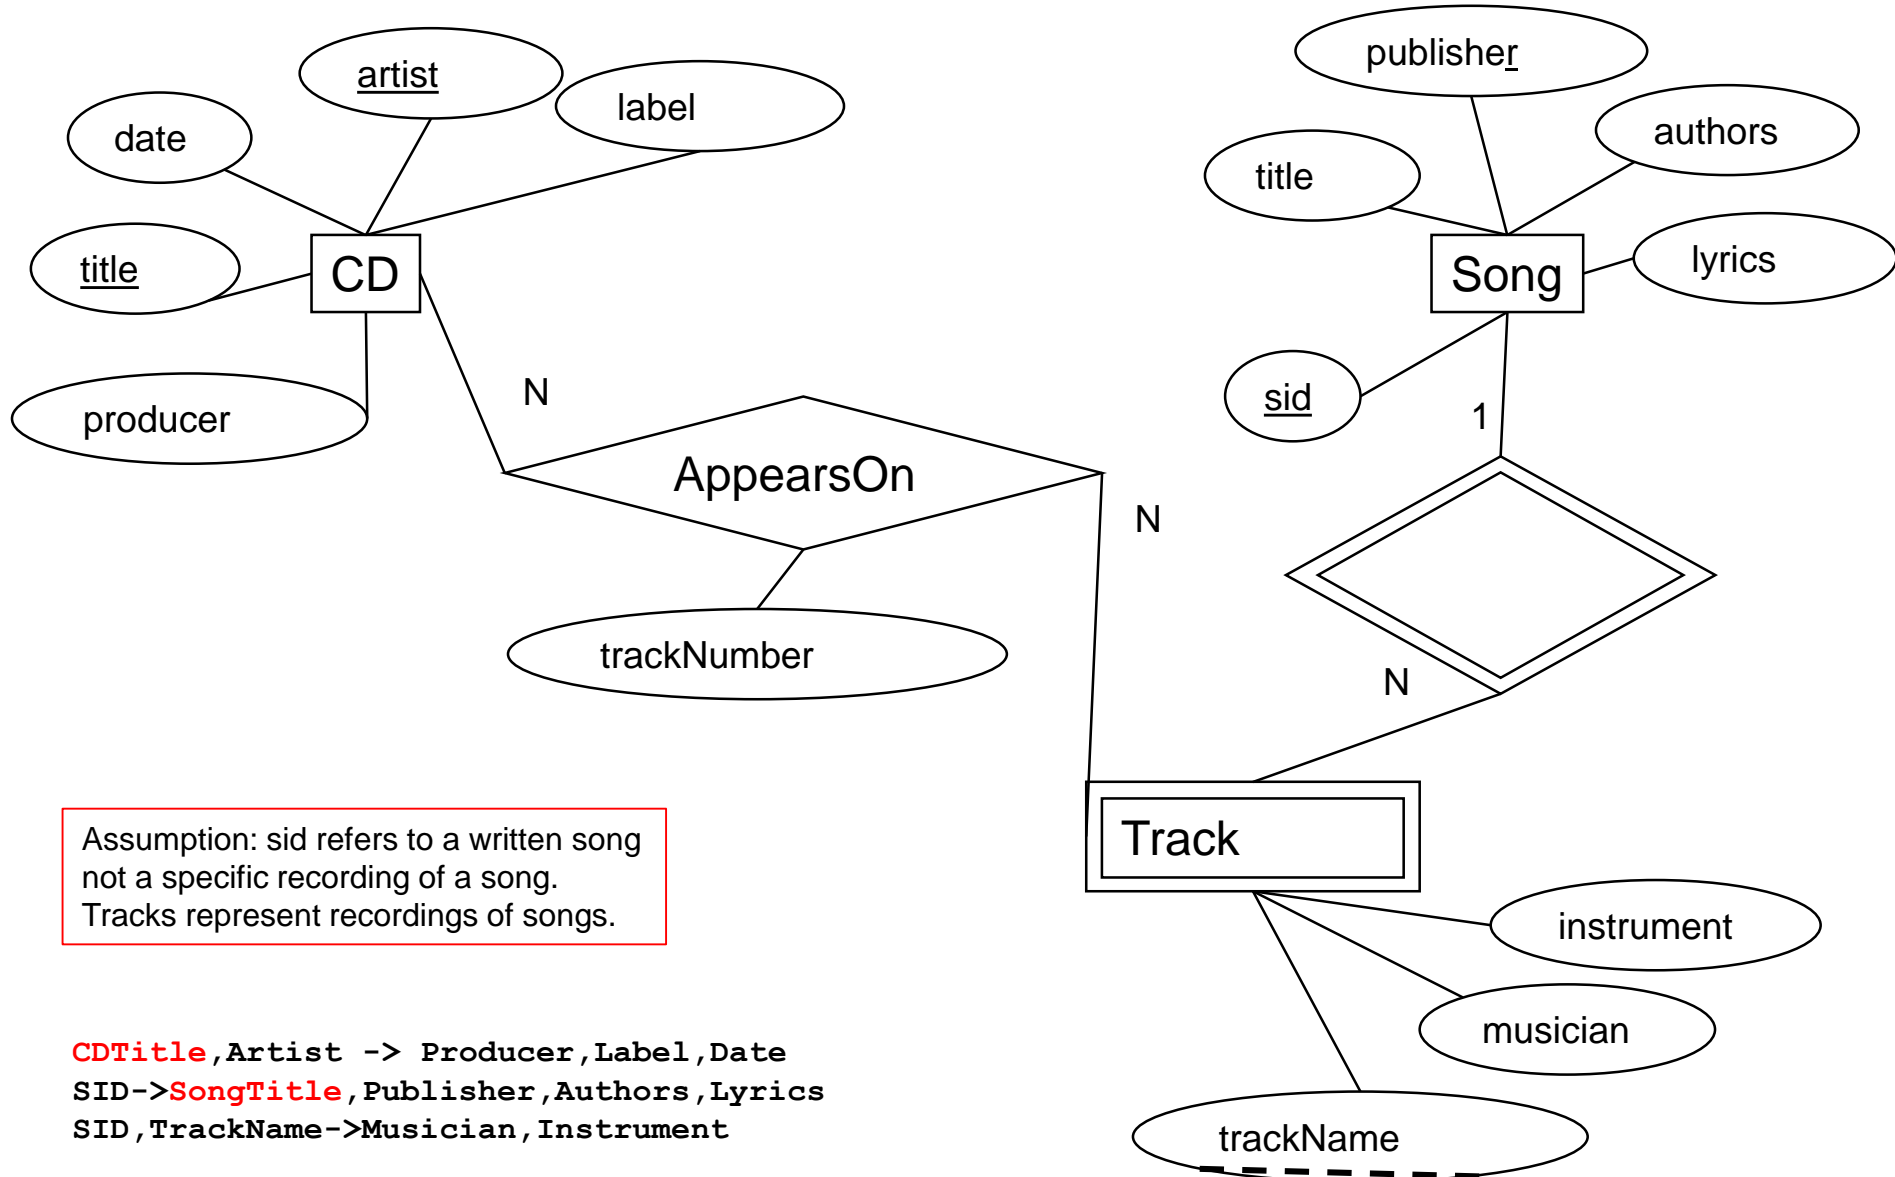 artist
label
date
title
CD
producer
N
AppearsOn
N
trackNumber
publisher
authors
title
lyrics
Song
sid
1
N
Track
instrument
musician
trackName
Assumption: sid refers to a written song
not a specific recording of a song.
Tracks represent recordings of songs.
CDTitle,Artist -> Producer,Label,Date
SID->SongTitle,Publisher,Authors,Lyrics
SID,TrackName->Musician,Instrument